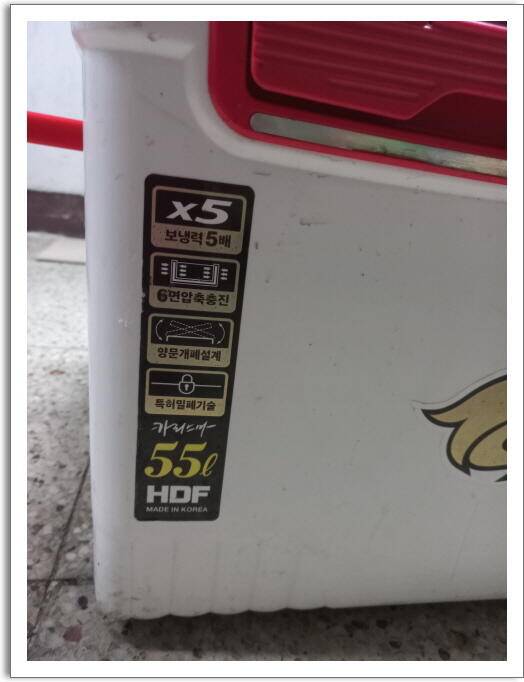 x5
보냉력 5배
6면압축충진
양문개폐설계
특허밀폐기술
카리스마
55ℓ
HDF
MADE IN KOREA